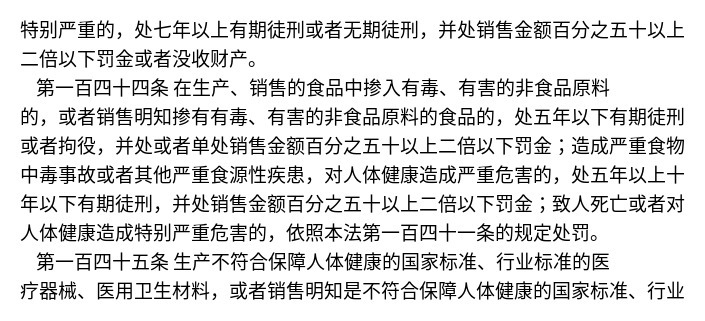 特别严重的，处七年以上有期徒刑或者无期徒刑，并处销售金额百分之五十以上
二倍以下罚金或者没收财产。
第一百四十四条 在生产、销售的食品中掺入有毒、有害的非食品原料
的，或者销售明知掺有有毒、有害的非食品原料的食品的，处五年以下有期徒刑
或者拘役，并处或者单处销售金额百分之五十以上二倍以下罚金；造成严重食物
中毒事故或者其他严重食源性疾患，对人体健康造成严重危害的，处五年以上十
年以下有期徒刑，并处销售金额百分之五十以上二倍以下罚金；致人死亡或者对
人体健康造成特别严重危害的，依照本法第一百四十一条的规定处罚。
第一百四十五条 生产不符合保障人体健康的国家标准、行业标准的医
疗器械、医用卫生材料，或者销售明知是不符合保障人体健康的国家标准、行业